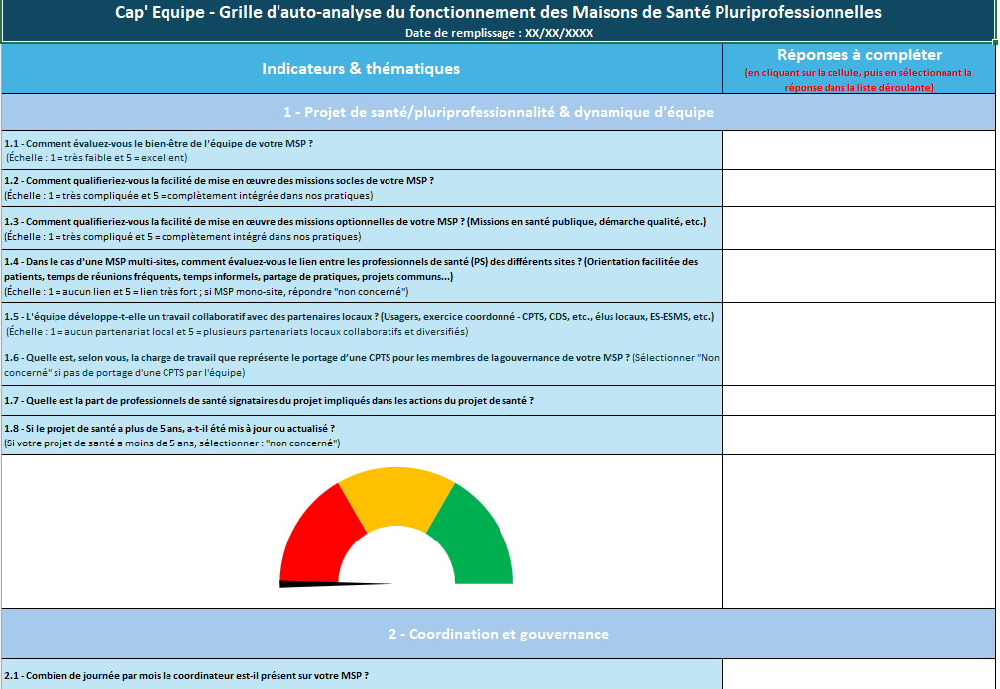 Cap' Equipe - Grille d'auto-analyse du fonctionnement des Maisons de Santé Pluriprofessionnelles
Date de remplissage : XX/XX/XXXX
Indicateurs & thématiques
Réponses à compléter
(en cliquant sur la cellule, puis en sélectionnant la
réponse dans la liste déroulante)
1 - Projet de santé/pluriprofessionnalité & dynamique d'équipe
1.1 - Comment évaluez-vous le bien-être de l'équipe de votre MSP ?
(Échelle : 1 = très faible et 5 = excellent)
1.2 - Comment qualifieriez-vous la facilité de mise en œuvre des missions socles de votre MSP ?
(Échelle : 1 = très compliquée et 5 = complètement intégrée dans nos pratiques)
1.3 - Comment qualifieriez-vous la facilité de mise en œuvre des missions optionnelles de votre MSP ? (Missions en santé publique, démarche qualité, etc.)
(Échelle : 1 = très compliqué et 5 = complètement intégré dans nos pratiques)
1.4 - Dans le cas d'une MSP multi-sites, comment évaluez-vous le lien entre les professionnels de santé (PS) des différents sites ? (Orientation facilitée des
patients, temps de réunions fréquents, temps informels, partage de pratiques, projets communs...)
(Échelle : 1 = aucun lien et 5 = lien très fort ; si MSP mono-site, répondre "non concerné")
1.5 - L'équipe développe-t-elle un travail collaboratif avec des partenaires locaux ? (Usagers, exercice coordonné - CPTS, CDS, etc., élus locaux, ES-ESMS, etc.)
(Échelle : 1 = aucun partenariat local et 5 = plusieurs partenariats locaux collaboratifs et diversifiés)
1.6 - Quelle est, selon vous, la charge de travail que représente le portage d’une CPTS pour les membres de la gouvernance de votre MSP ? (Sélectionner "Non
concerné" si pas de portage d'une CPTS par l'équipe)
1.7 - Quelle est la part de professionnels de santé signataires du projet impliqués dans les actions du projet de santé ?
1.8 - Si le projet de santé a plus de 5 ans, a-t-il été mis à jour ou actualisé ?
(Si votre projet de santé a moins de 5 ans, sélectionner : "non concerné")
2 - Coordination et gouvernance
2.1 - Combien de journée par mois le coordinateur est-il présent sur votre MSP ?